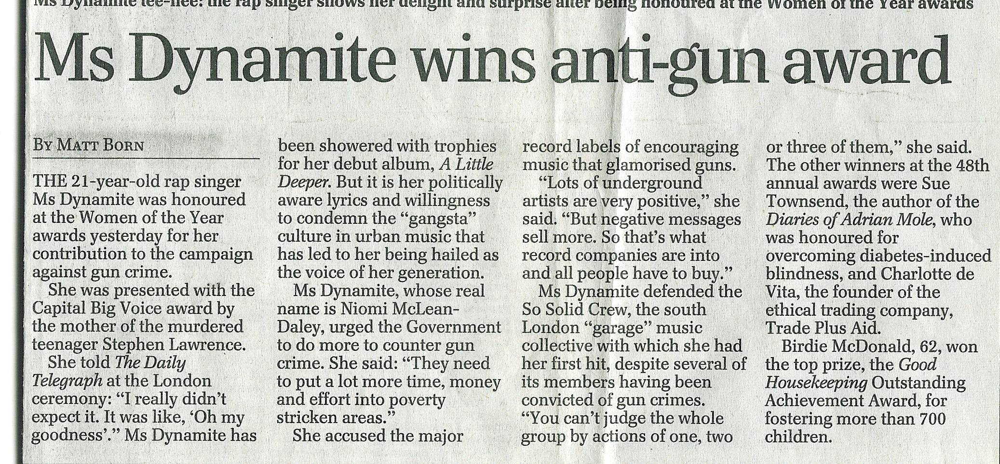 Ms Dynamite tee-hee: the rap singer shows her delight and surprise after being honoured at the Women of the Year awards
Ms Dynamite wins anti-gun award
BY MATT BORN
THE 21-year-old rap singer
Ms Dynamite was honoured
at the Women of the Year
awards yesterday for her
contribution to the campaign
against gun crime.
She was presented with the
Capital Big Voice award by
the mother of the murdered
teenager Stephen Lawrence.
She told The Daily
Telegraph at the London
ceremony: “I really didn’t
expect it. It was like, ‘Oh my
goodness’.” Ms Dynamite has
been showered with trophies
for her debut album, A Little
Deeper. But it is her politically
aware lyrics and willingness
to condemn the “gangsta”
culture in urban music that
has led to her being hailed as
the voice of her generation.
Ms Dynamite, whose real
name is Niomi McLean-
Daley, urged the Government
to do more to counter gun
crime. She said: “They need
to put a lot more time, money
and effort into poverty
stricken areas.”
She accused the major
record labels of encouraging
music that glamorised guns.
“Lots of underground
artists are very positive,” she
said. “But negative messages
sell more. So that’s what
record companies are into
and all people have to buy.”
Ms Dynamite defended the
So Solid Crew, the south
London “garage” music
collective with which she had
her first hit, despite several of
its members having been
convicted of gun crimes.
“You can’t judge the whole
group by actions of one, two
or three of them,” she said.
The other winners at the 48th
annual awards were Sue
Townsend, the author of the
Diaries of Adrian Mole, who
was honoured for
overcoming diabetes-induced
blindness, and Charlotte de
Vita, the founder of the
ethical trading company,
Trade Plus Aid.
Birdie McDonald, 62, won
the top prize, the Good
Housekeeping Outstanding
Achievement Award, for
fostering more than 700
children.